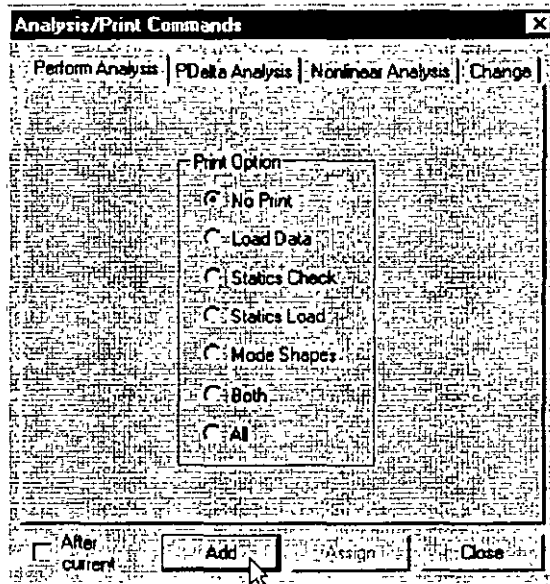 Analysis/Print Commands
Perform Analysis PDelta Analysis Nonlinear Analysis Change
Print Option
No Print
Load Data
Statics Check
Statics Load
Mode Shapes
Both
All
After current Add Assign Close